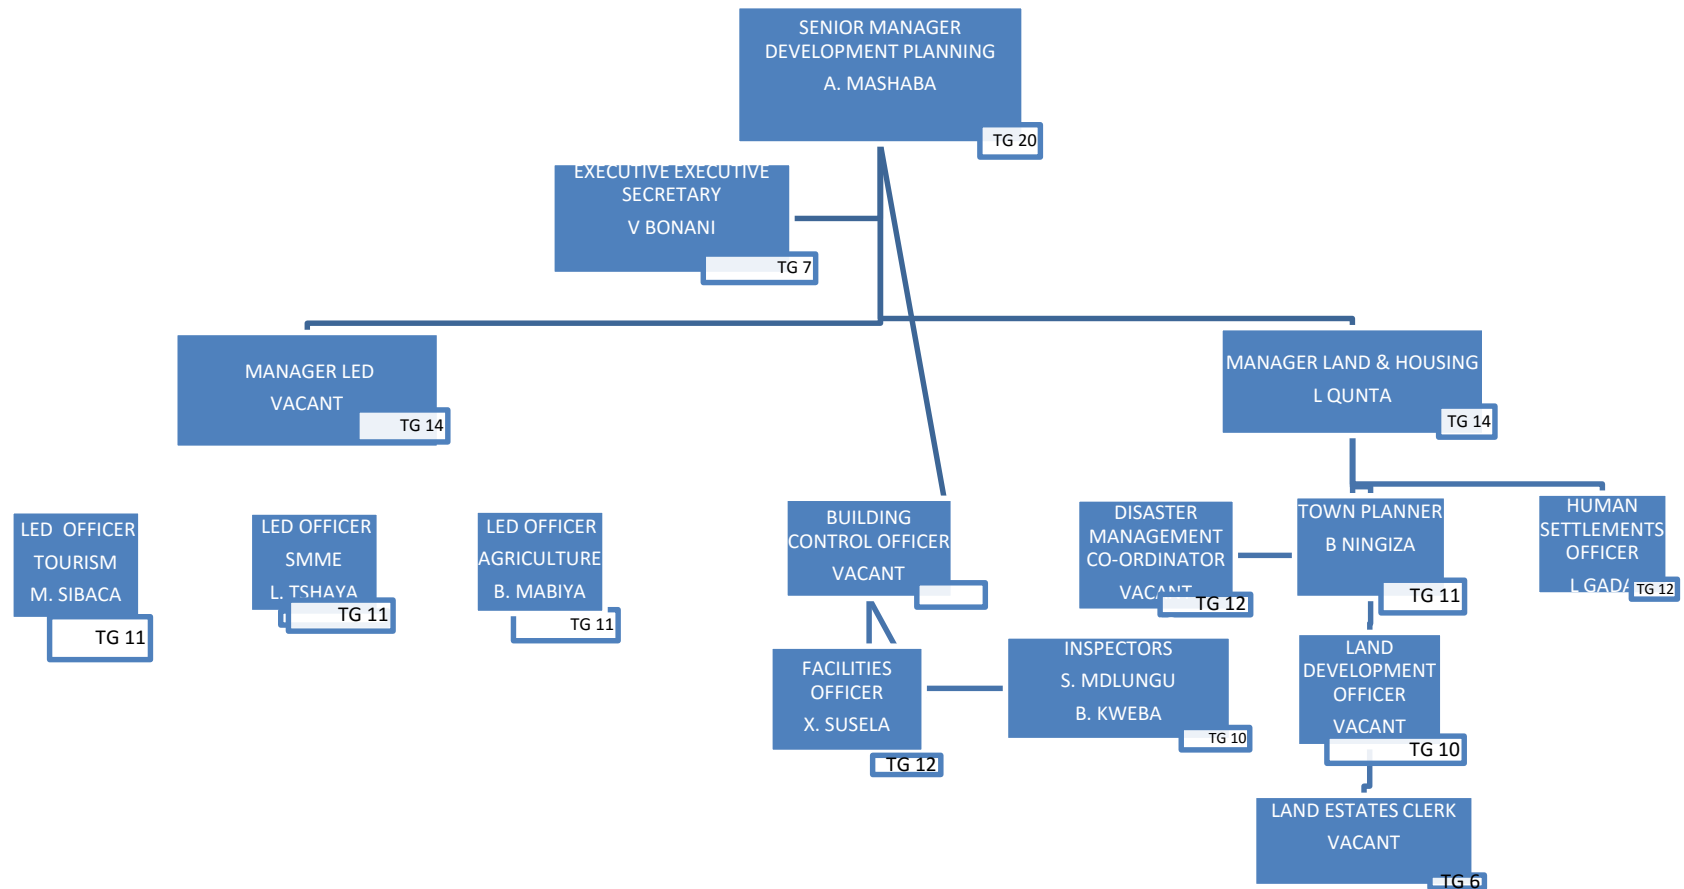 SENIOR MANAGER
DEVELOPMENT PLANNING
A. MASHABA
TG 20
EXECUTIVE EXECUTIVE
SECRETARY
V BONANI
TG 7
MANAGER LED
VACANT
TG 14
MANAGER LAND & HOUSING
L QUNTA
TG 14
LED OFFICER
TOURISM
M. SIBACA
TG 11
LED OFFICER
SMME
L. TSHAYA
TG 11
LED OFFICER
AGRICULTURE
B. MABIYA
TG 11
BUILDING
CONTROL OFFICER
VACANT
DISASTER
MANAGEMENT
CO-ORDINATOR
VACANT
TG 12
TOWN PLANNER
B NINGIZA
TG 11
HUMAN
SETTLEMENTS
OFFICER
L GADA
TG 12
FACILITIES
OFFICER
X. SUSELA
TG 12
INSPECTORS
S. MDLUNGU
B. KWEBA
TG 10
LAND
DEVELOPMENT
OFFICER
VACANT
TG 10
LAND ESTATES CLERK
VACANT
TG 6